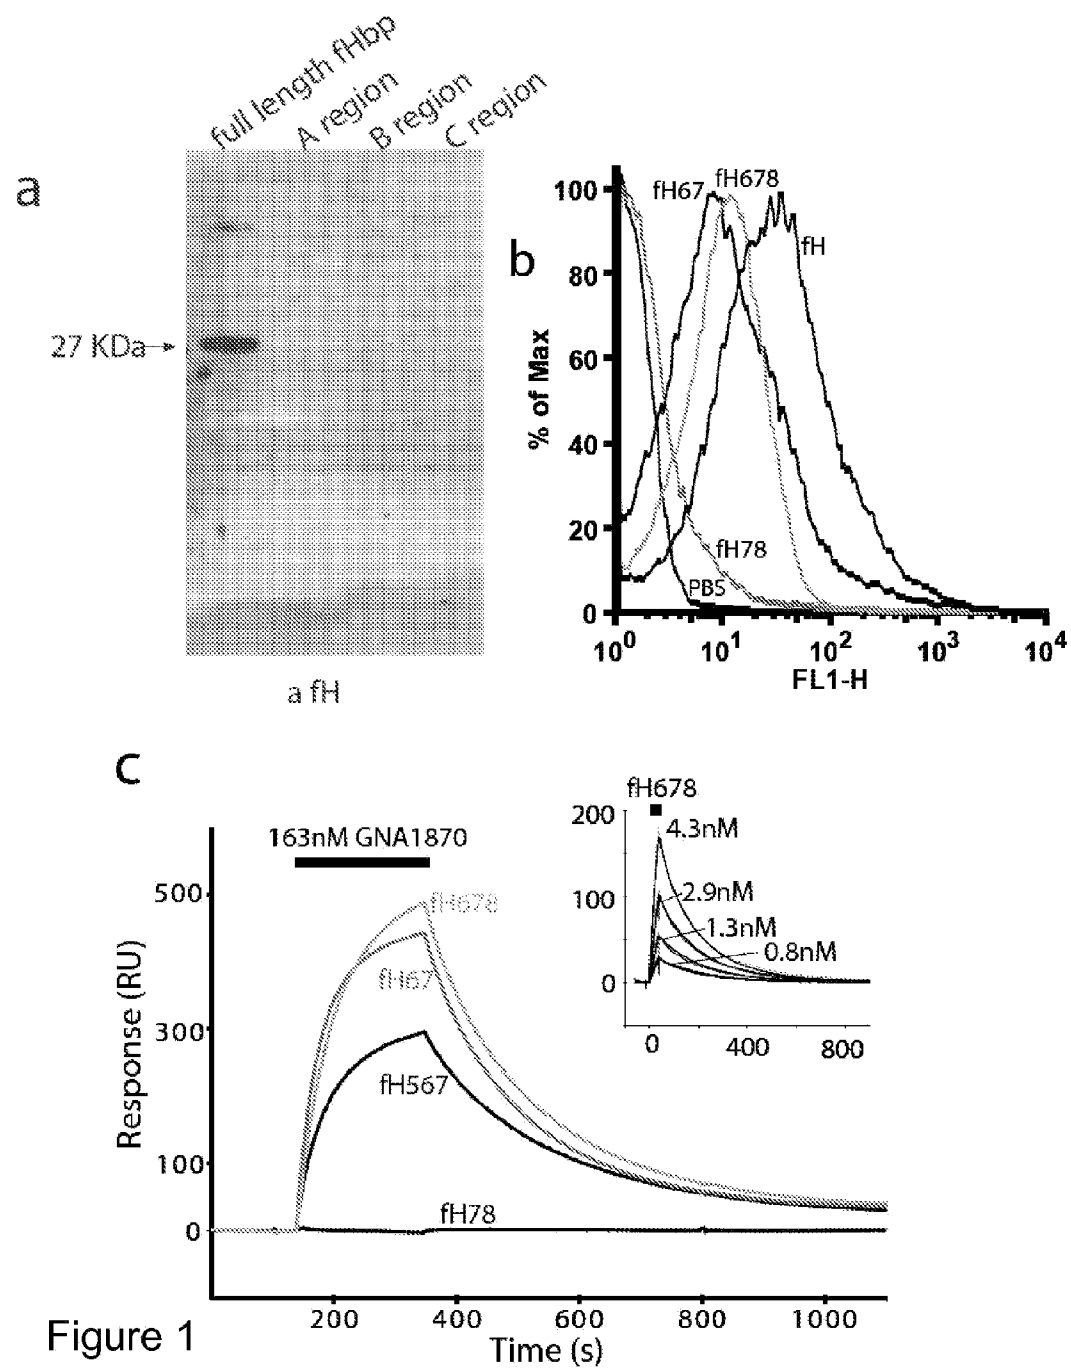 a
full length fHbp
A region
B region
C region
27 KDa
a fH
b
% of Max
100
80
60
40
20
0
fH67
fH678
fH
fH78
PBS
10^0
10^1
10^2
10^3
10^4
FL1-H
c
Response (RU)
500
300
100
0
163nM GNA1870
fH678
fH67
fH567
fH78
200
400
600
800
1000
Time (s)
fH678
200
100
0
4.3nM
2.9nM
1.3nM
0.8nM
0
400
800
Figure 1